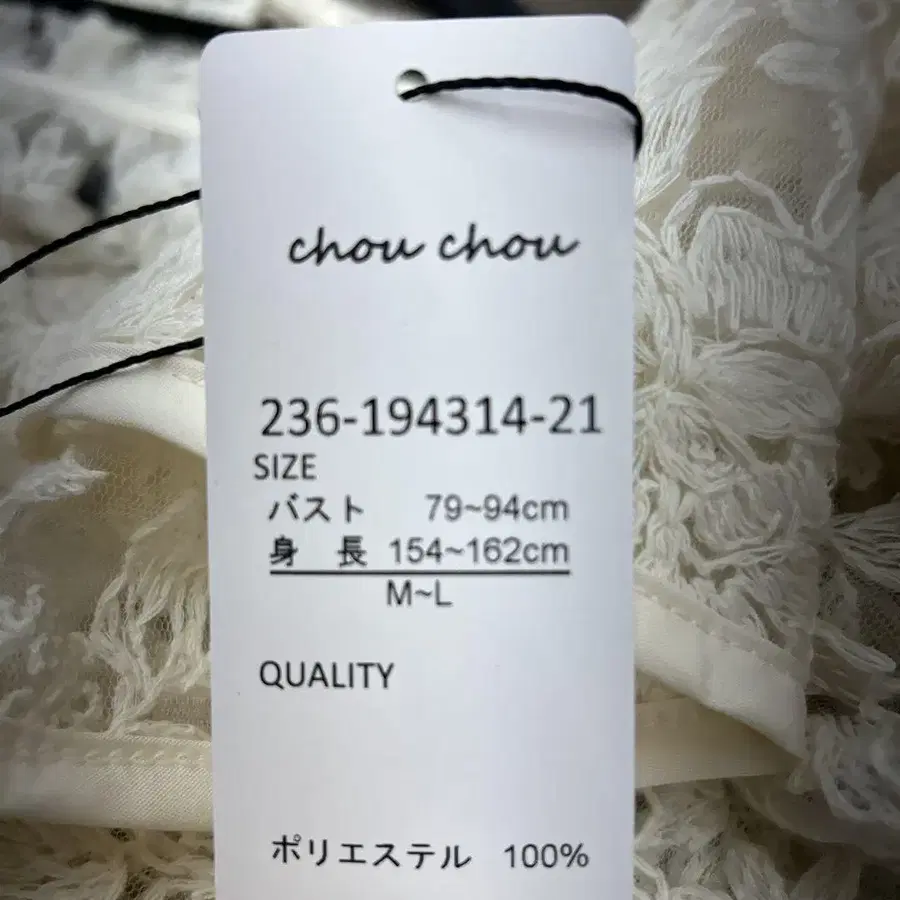 chou chou
236-194314-21
SIZE
バスト 79~94cm
身 長 154~162cm
M~L
QUALITY
ポリエステル 100%